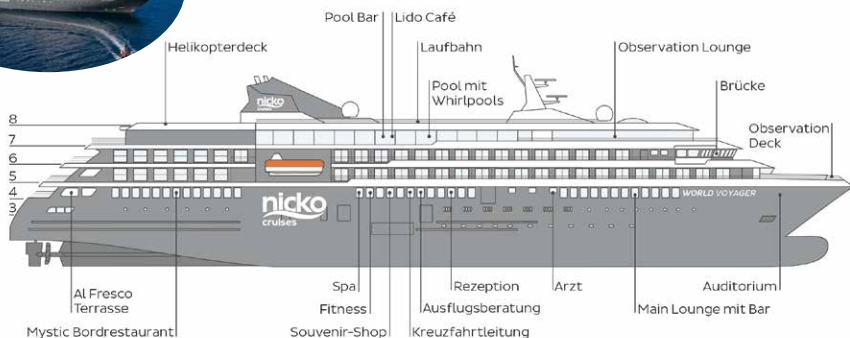 Pool Bar
Lido Café
Helikopterdeck
Laufbahn
Observation Lounge
Pool mit
Whirlpools
Brücke
Observation
Deck
nicko
cruises
8
7
6
5
4
3
nicko
cruises
WORLD VOYAGER
Al Fresco
Terrasse
Spa
Rezeption
Arzt
Auditorium
Fitness
Ausflugsberatung
Main Lounge mit Bar
Mystic Bordrestaurant
Souvenir-Shop
Kreuzfahrtleitung